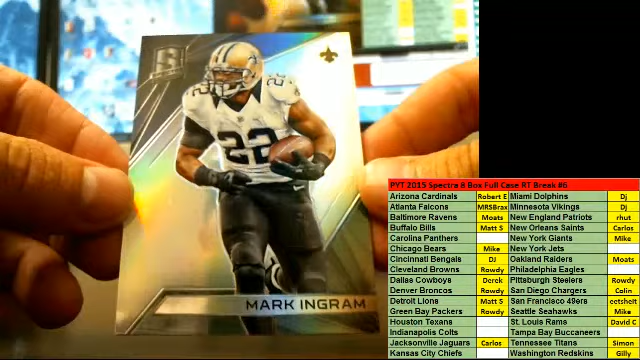 22
22
MARK INGRAM
PYT 2015 Spectra 8 Box Full Case RT Break #6
Arizona Cardinals Robert E Miami Dolphins Dj
Atlanta Falcons MRSBrax Minnesota Vikings Dj
Baltimore Ravens Moats New England Patriots rhut
Buffalo Bills Matt S New Orleans Saints Carlos
Carolina Panthers New York Giants Mike
Chicago Bears Mike New York Jets
Cincinnati Bengals DJ Oakland Raiders Moats
Cleveland Browns Rowdy Philadelphia Eagles
Dallas Cowboys Derek Pittsburgh Steelers Rowdy
Denver Broncos Rowdy San Diego Chargers Colin
Detroit Lions Matt S San Francisco 49ers eetsheit
Green Bay Packers Rowdy Seattle Seahawks Mike
Houston Texans St. Louis Rams David C
Indianapolis Colts Tampa Bay Buccaneers
Jacksonville Jaguars Carlos Tennessee Titans Simon
Kansas City Chiefs Washington Redskins Gilly